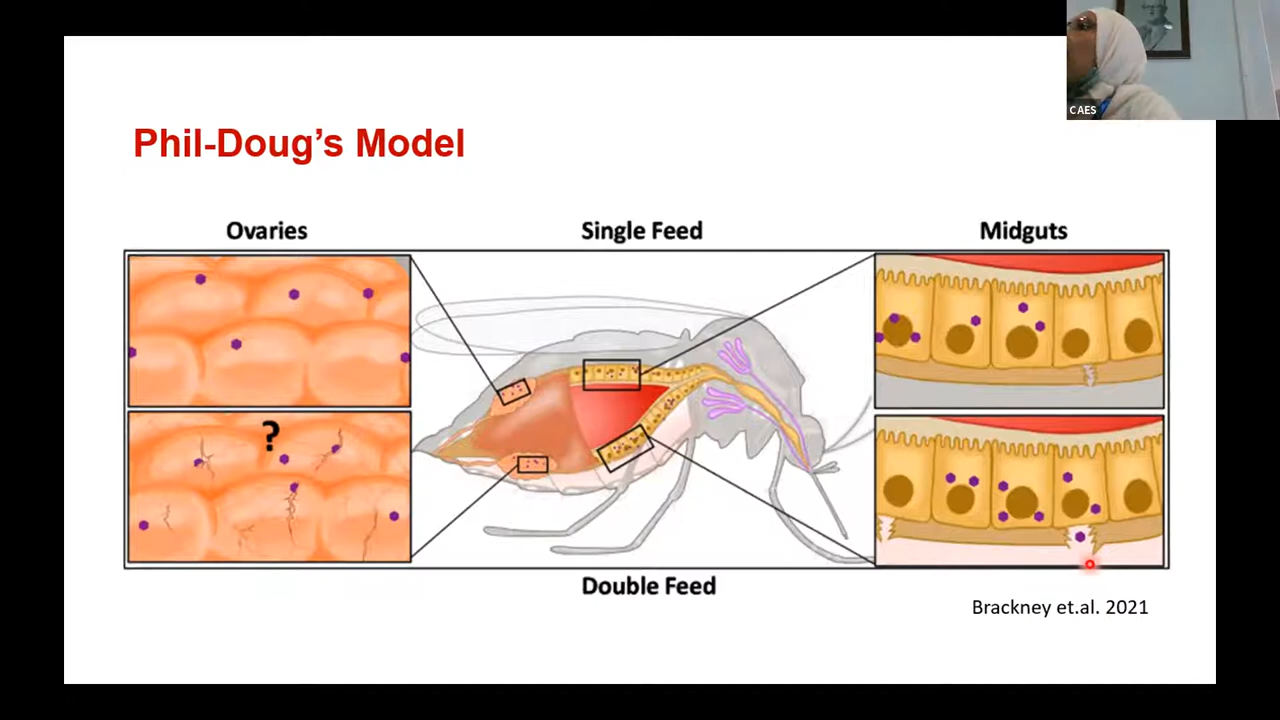 CAES
Phil-Doug's Model
Ovaries
Single Feed
Midguts
?
Double Feed
Brackney et.al. 2021